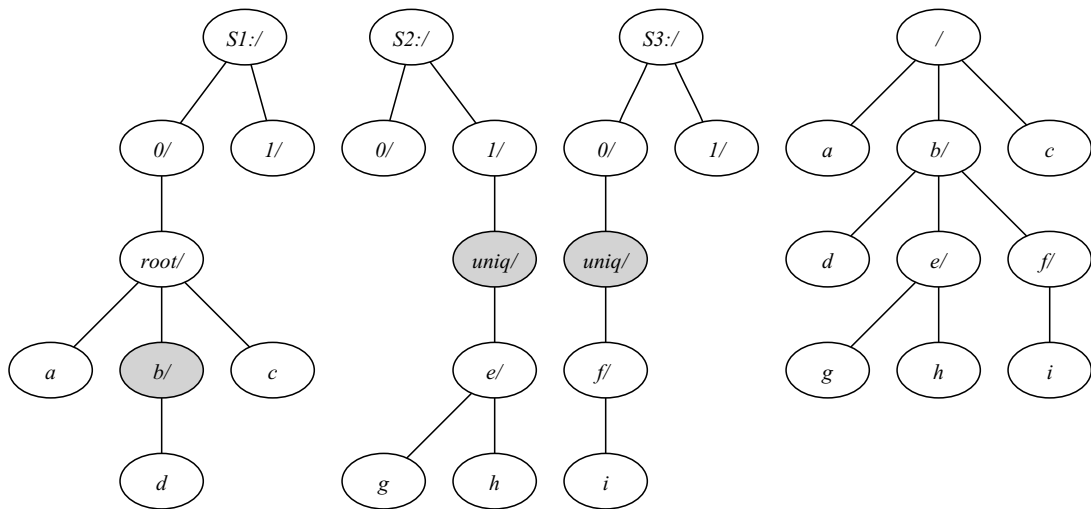 S1:/ S2:/ S3:/ /
0/ 1/ 0/ 1/ 0/ 1/ a b/ c
root/ uniq/ uniq/ d e/ f/
a b/ c e/ f/ g h i
d g h i